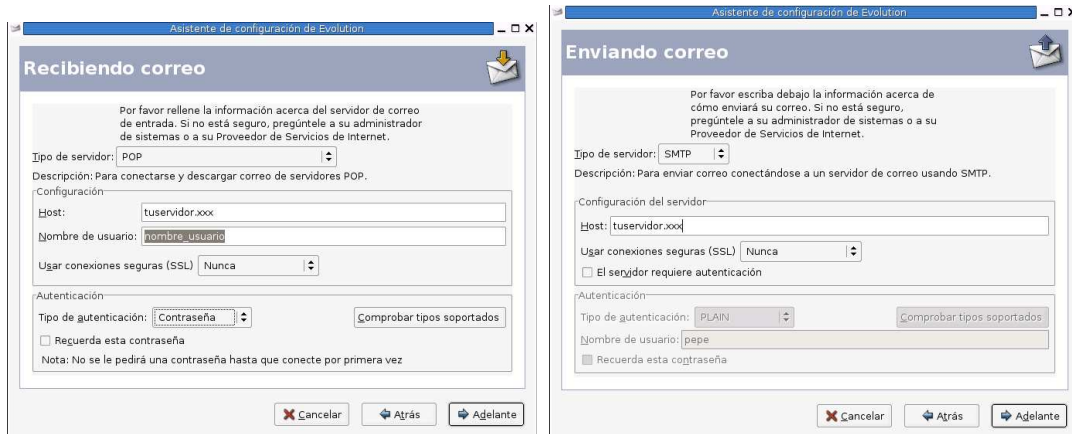 Asistente de configuración de Evolution
Recibiendo correo
Por favor rellene la información acerca del servidor de correo
de entrada. Si no está seguro, pregúntele a su administrador
de sistemas o a su Proveedor de Servicios de Internet.
Tipo de servidor: POP
Descripción: Para conectarse y descargar correo de servidores POP.
Configuración
Host: tuservidor.xxx
Nombre de usuario: nombre_usuario
Usar conexiones seguras (SSL) Nunca
Autenticación
Tipo de autenticación: Contraseña Comprobar tipos soportados
Recuerda esta contraseña
Nota: No se le pedirá una contraseña hasta que conecte por primera vez
Cancelar Atrás Adelante
Asistente de configuración de Evolution
Enviando correo
Por favor escriba debajo la información acerca de
cómo enviará su correo. Si no está seguro,
pregúntele a su administrador de sistemas o a su
Proveedor de Servicios de Internet.
Tipo de servidor: SMTP
Descripción: Para enviar correo conectándose a un servidor de correo usando SMTP.
Configuración del servidor
Host: tuservidor.xxx
Usar conexiones seguras (SSL) Nunca
El servidor requiere autenticación
Autenticación
Tipo de autenticación: PLAIN Comprobar tipos soportados
Nombre de usuario: pepe
Recuerda esta contraseña
Cancelar Atrás Adelante